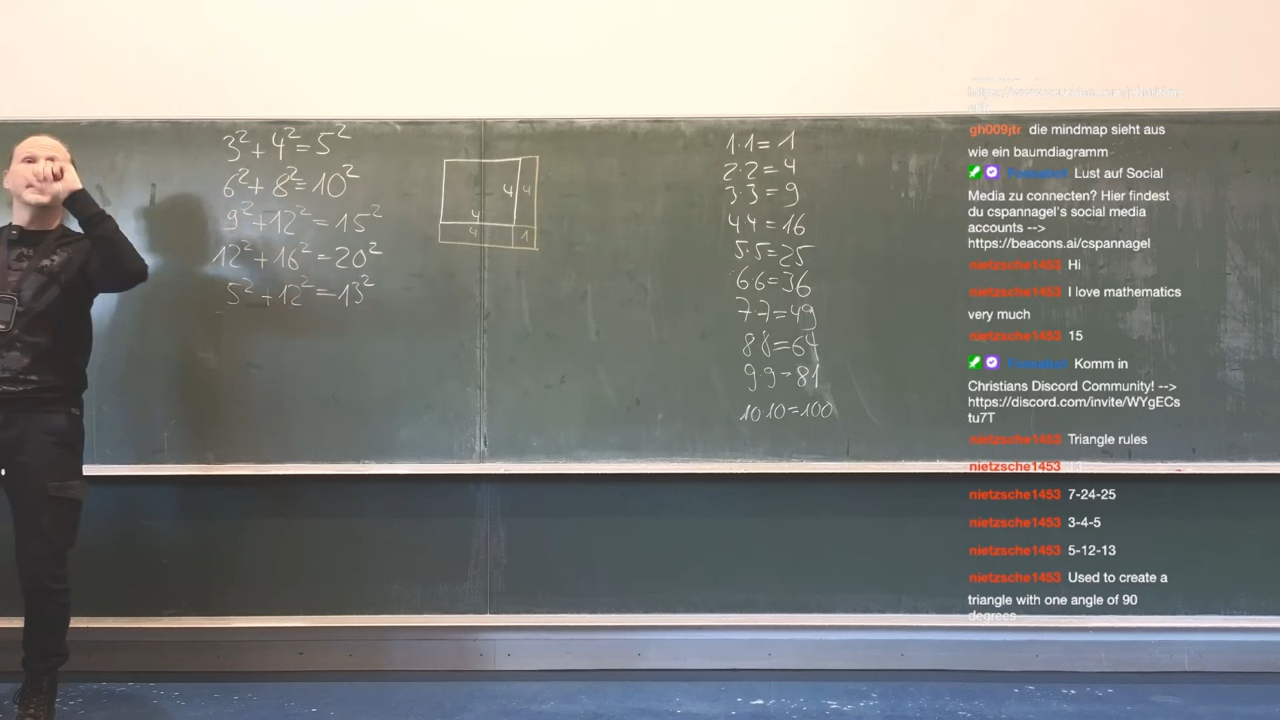 3² + 4² = 5²
6² + 8² = 10²
9² + 12² = 15²
12² + 16² = 20²
5² + 12² = 13²
4 4
4
4 1
1·1 = 1
2·2 = 4
3·3 = 9
4·4 = 16
5·5 = 25
6 6 = 36
7·7 = 49
8 8 = 64
9 9 = 81
10·10 = 100
gh009jtr die mindmap sieht aus
wie ein baumdiagramm
Fossabot Lust auf Social
Media zu connecten? Hier findest
du cspannagel's social media
accounts -->
https://beacons.ai/cspannagel
nietzsche1453 Hi
nietzsche1453 I love mathematics
very much
nietzsche1453 15
Fossabot Komm in
Christians Discord Community! -->
https://discord.com/invite/WYgECs
tu7T
nietzsche1453 Triangle rules
nietzsche1453
nietzsche1453 7-24-25
nietzsche1453 3-4-5
nietzsche1453 5-12-13
nietzsche1453 Used to create a
triangle with one angle of 90
degrees